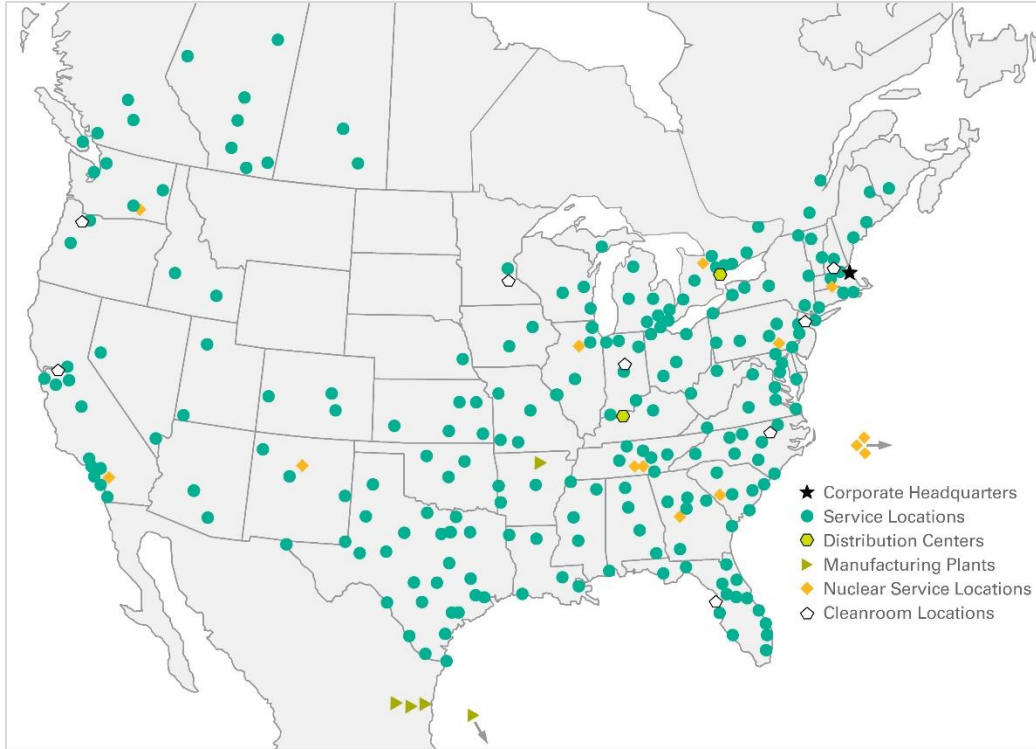 Corporate Headquarters
Service Locations
Distribution Centers
Manufacturing Plants
Nuclear Service Locations
Cleanroom Locations